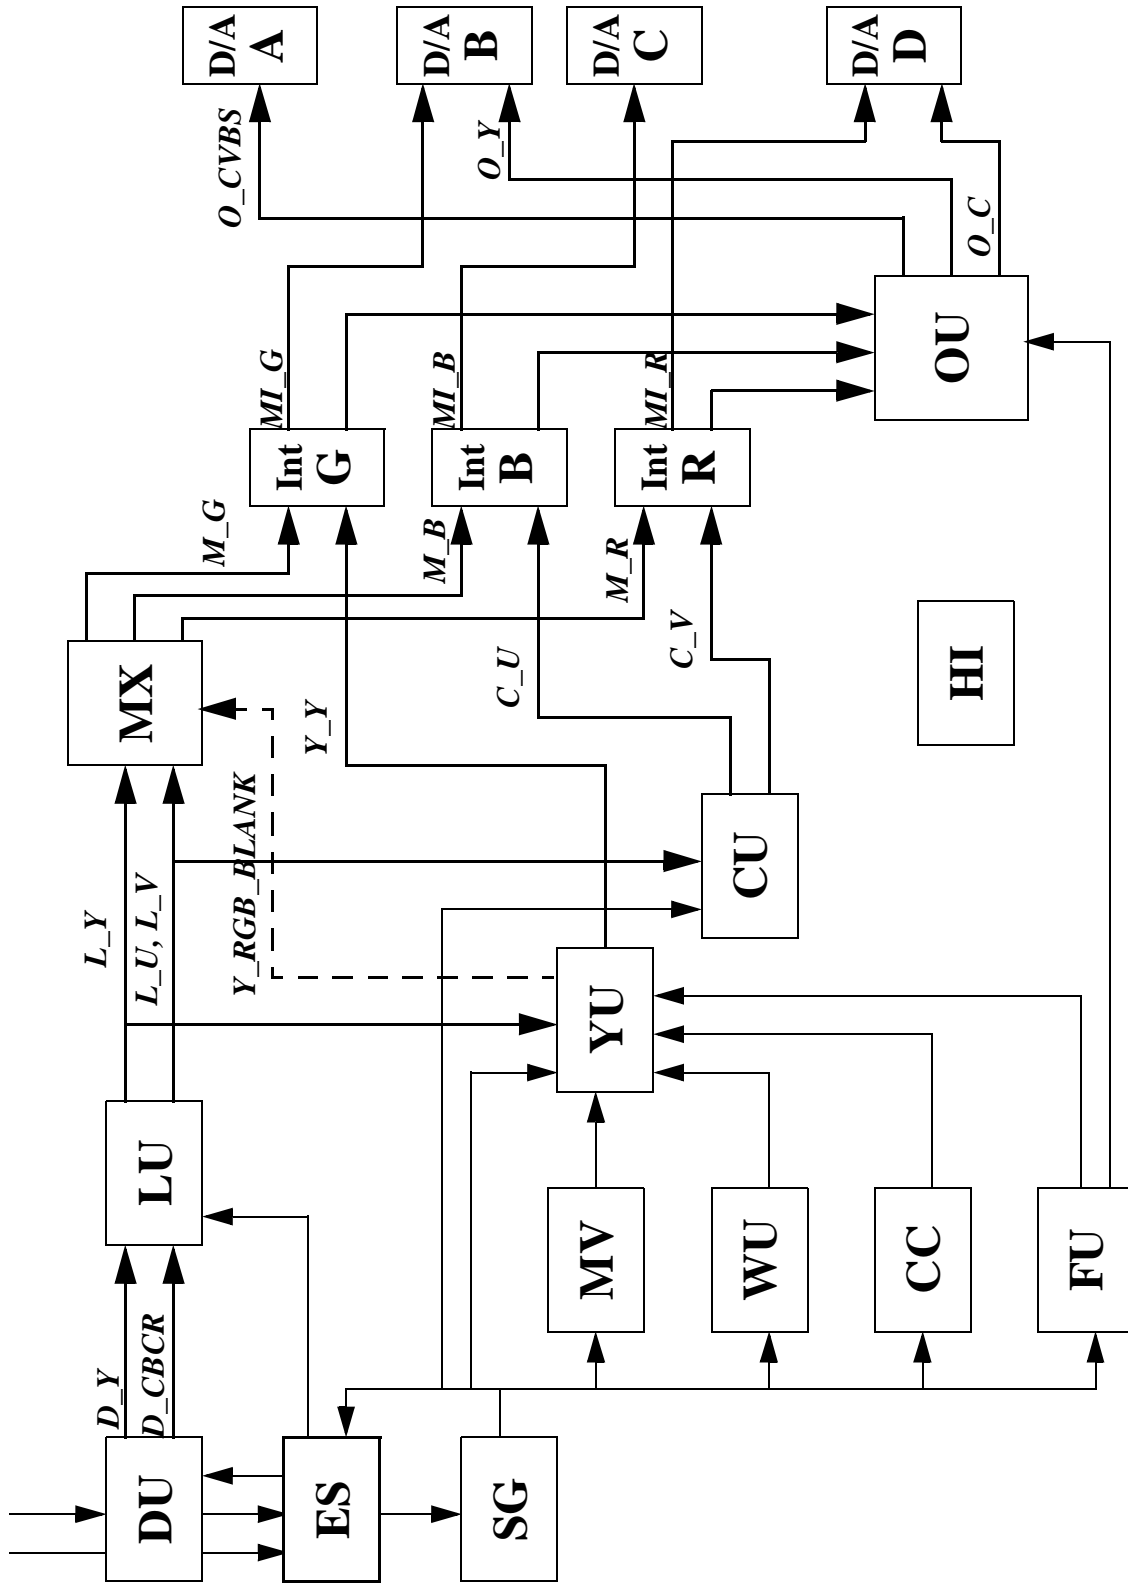 D_Y
D_CBCR
L_Y
L_U, L_V
Y_RGB_BLANK
Y_Y
C_U
C_V
M_G
M_B
M_R
MI_G
MI_B
MI_R
O_CVBS
O_Y
O_C
DU
LU
MX
ES
SG
MV
WU
CC
FU
YU
CU
HI
Int
G
Int
B
Int
R
OU
D/A
A
D/A
B
D/A
C
D/A
D